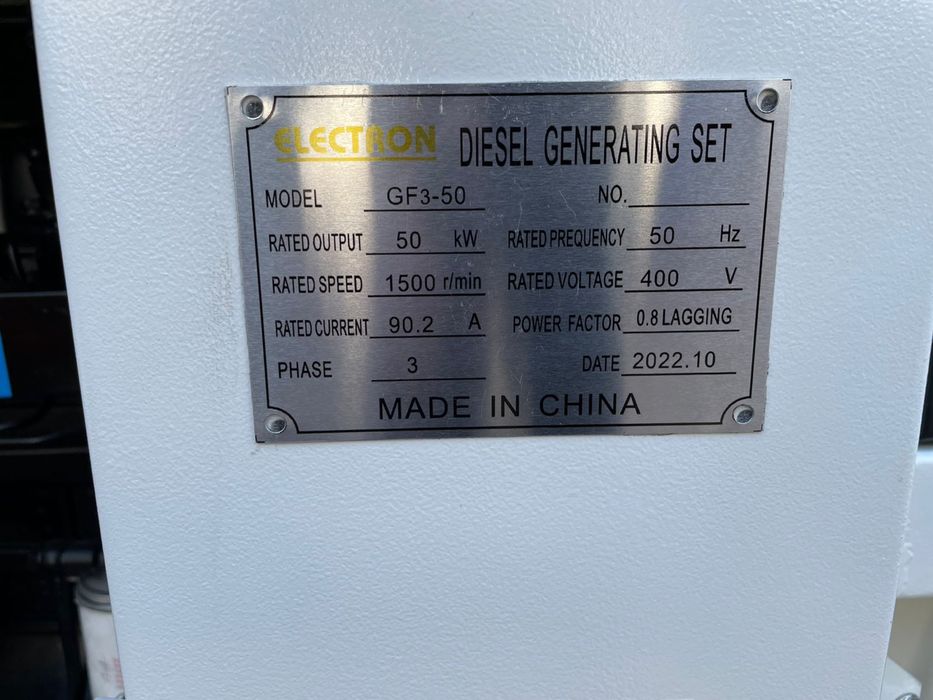 ELECTRON DIESEL GENERATING SET
MODEL GF3-50 NO.
RATED OUTPUT 50 kW RATED PREQUENCY 50 Hz
RATED SPEED 1500 r/min RATED VOLTAGE 400 V
RATED CURRENT 90.2 A POWER FACTOR 0.8 LAGGING
PHASE 3 DATE 2022.10
MADE IN CHINA